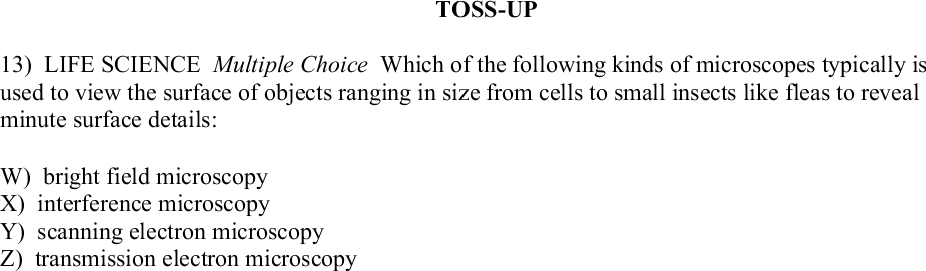 TOSS-UP
13) LIFE SCIENCE Multiple Choice Which of the following kinds of microscopes typically is
used to view the surface of objects ranging in size from cells to small insects like fleas to reveal
minute surface details:
W) bright field microscopy
X) interference microscopy
Y) scanning electron microscopy
Z) transmission electron microscopy